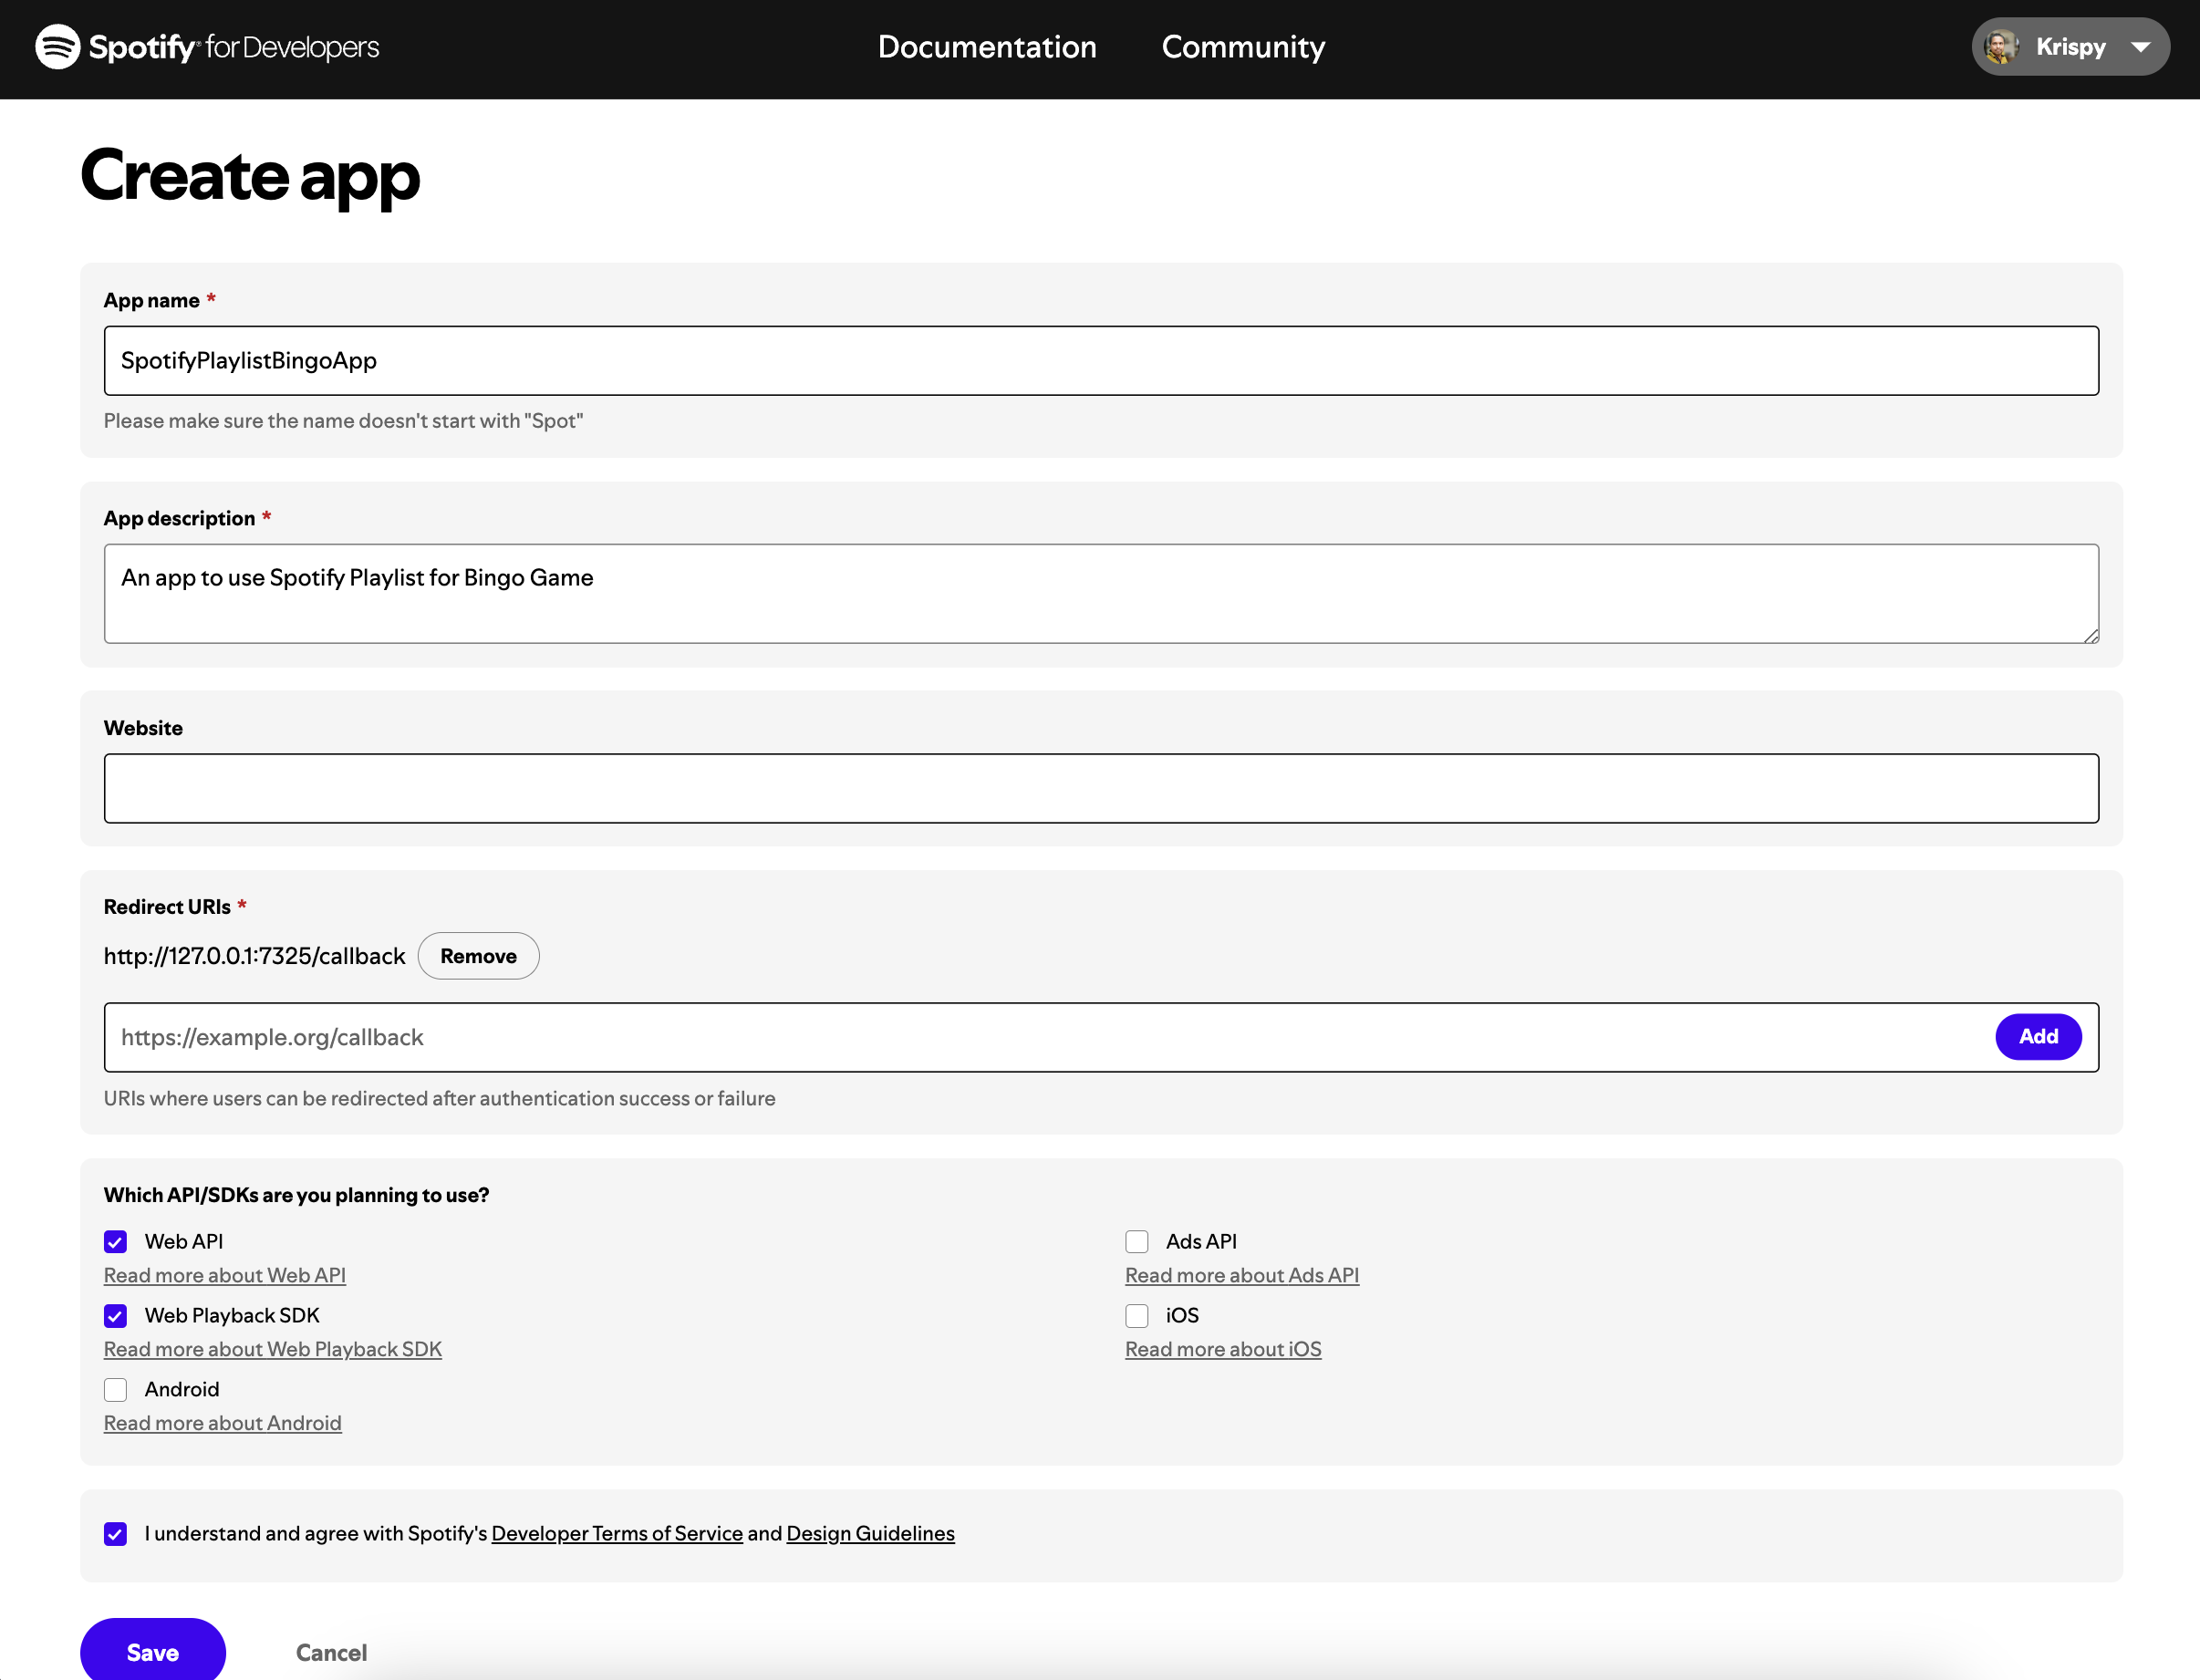 Spotify® for Developers
Documentation
Community
Krispy
Create app
App name *
SpotifyPlaylistBingoApp
Please make sure the name doesn't start with "Spot"
App description *
An app to use Spotify Playlist for Bingo Game
Website
Redirect URIs *
http://127.0.0.1:7325/callback Remove
https://example.org/callback Add
URIs where users can be redirected after authentication success or failure
Which API/SDKs are you planning to use?
Web API
Read more about Web API
Web Playback SDK
Read more about Web Playback SDK
Android
Read more about Android
Ads API
Read more about Ads API
iOS
Read more about iOS
I understand and agree with Spotify's Developer Terms of Service and Design Guidelines
Save
Cancel